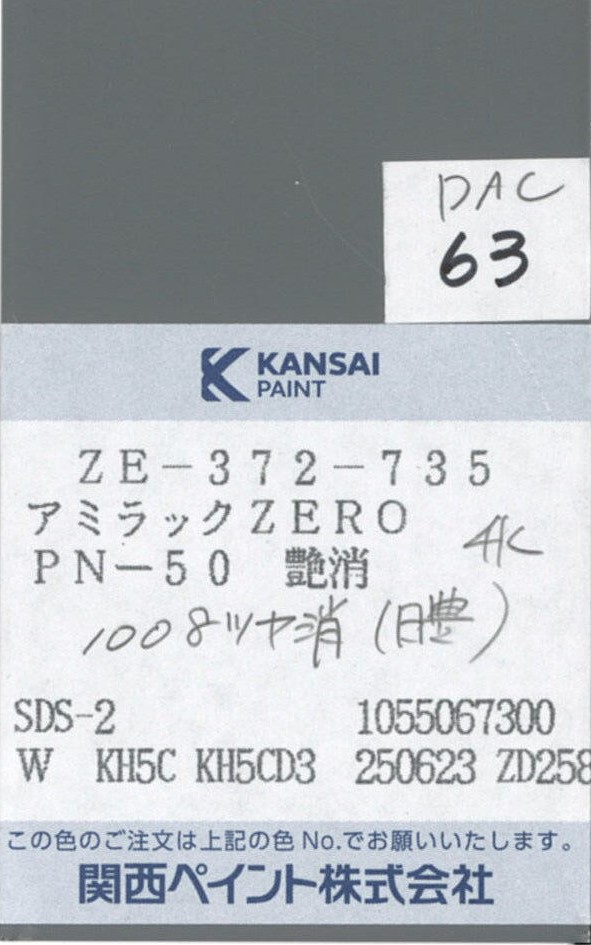 DAC
63
KANSAI
PAINT
ZE-372-735
アミラックZERO
PN-50 艶消
4K
1008ツヤ消(日豊)
SDS-2 1055067300
W KH5C KH5CD3 250623 ZD258
この色のご注文は上記の色No.でお願いいたします。
関西ペイント株式会社